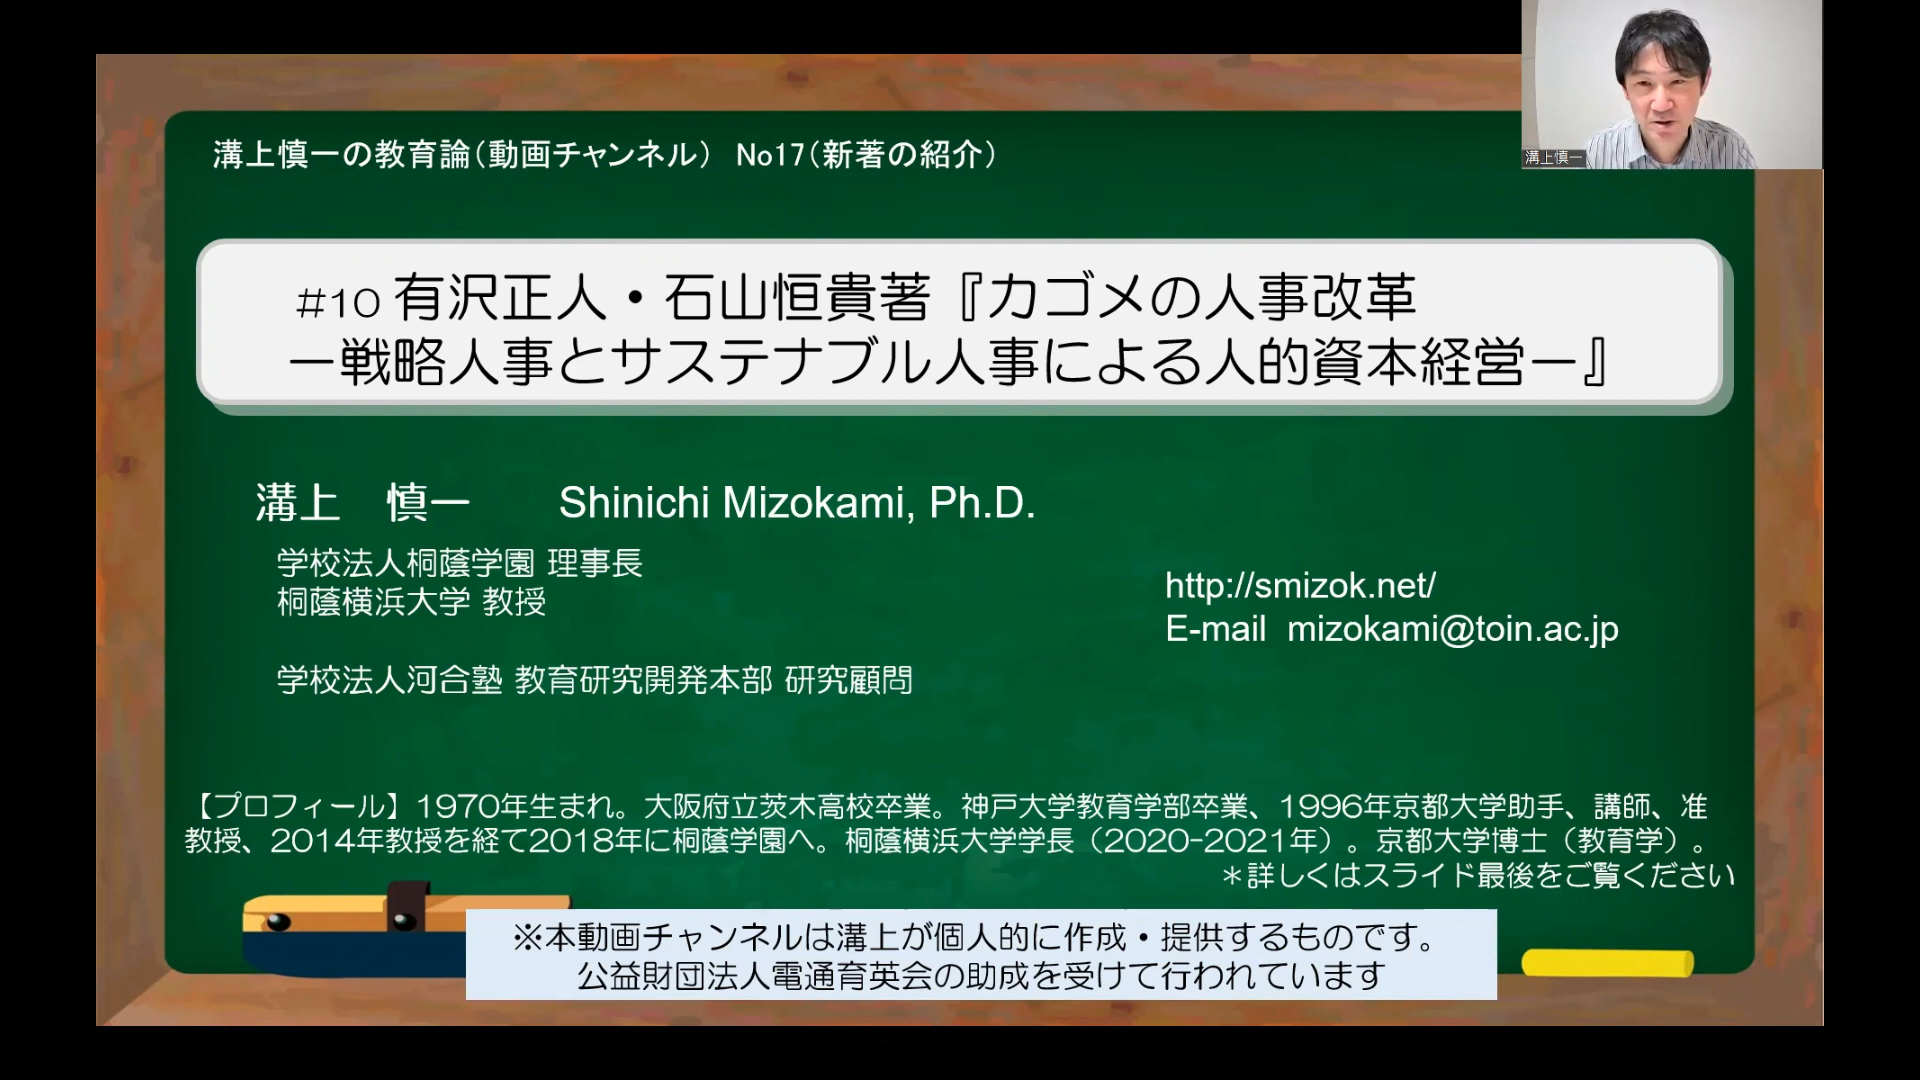 溝上慎一の教育論（動画チャンネル）　No17（新著の紹介）
溝上慎一
#10 有沢正人・石山恒貴著『カゴメの人事改革
ー戦略人事とサステナブル人事による人的資本経営ー』
溝上　慎一　　Shinichi Mizokami, Ph.D.
学校法人桐蔭学園 理事長
桐蔭横浜大学 教授
学校法人河合塾 教育研究開発本部 研究顧問
http://smizok.net/
E-mail  mizokami@toin.ac.jp
【プロフィール】1970年生まれ。大阪府立茨木高校卒業。神戸大学教育学部卒業、1996年京都大学助手、講師、准
教授、2014年教授を経て2018年に桐蔭学園へ。桐蔭横浜大学学長（2020-2021年）。京都大学博士（教育学）。
＊詳しくはスライド最後をご覧ください
※本動画チャンネルは溝上が個人的に作成・提供するものです。
公益財団法人電通育英会の助成を受けて行われています